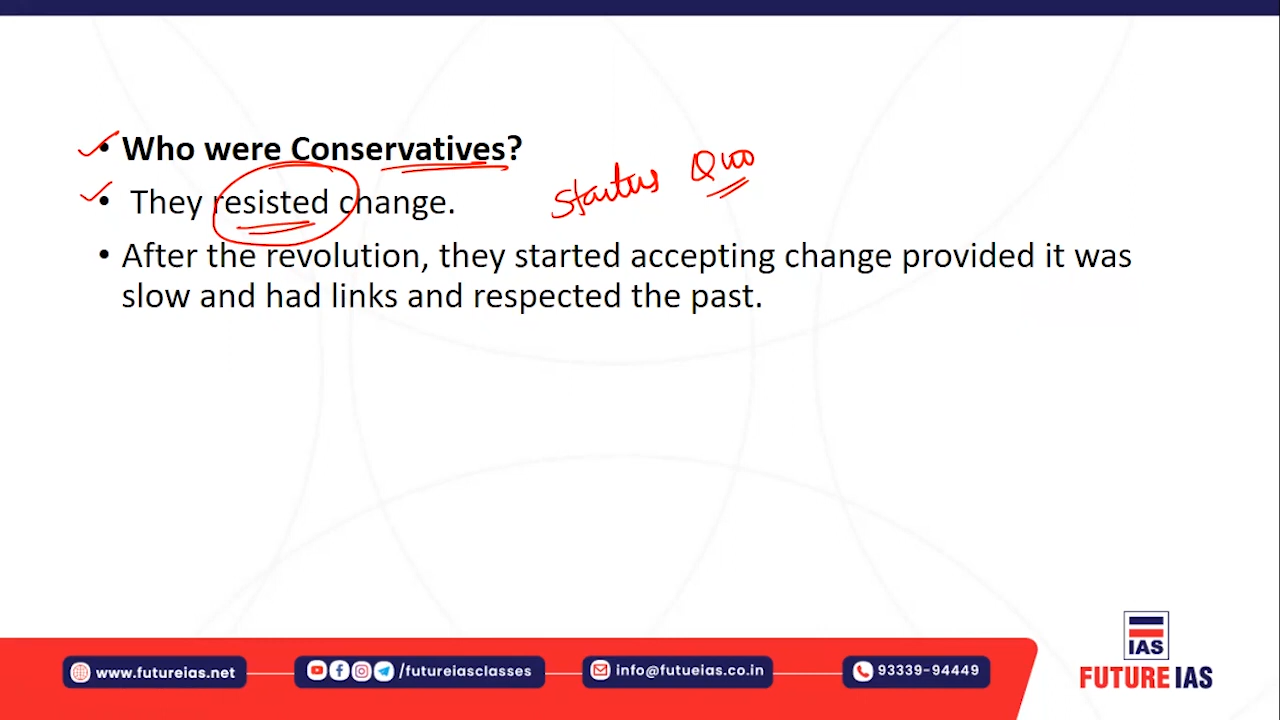 • Who were Conservatives?
• They resisted change.
Status Quo
• After the revolution, they started accepting change provided it was
slow and had links and respected the past.
IAS
www.futureias.net
/futureiasclasses
info@futueias.co.in
93339-94449
FUTURE IAS